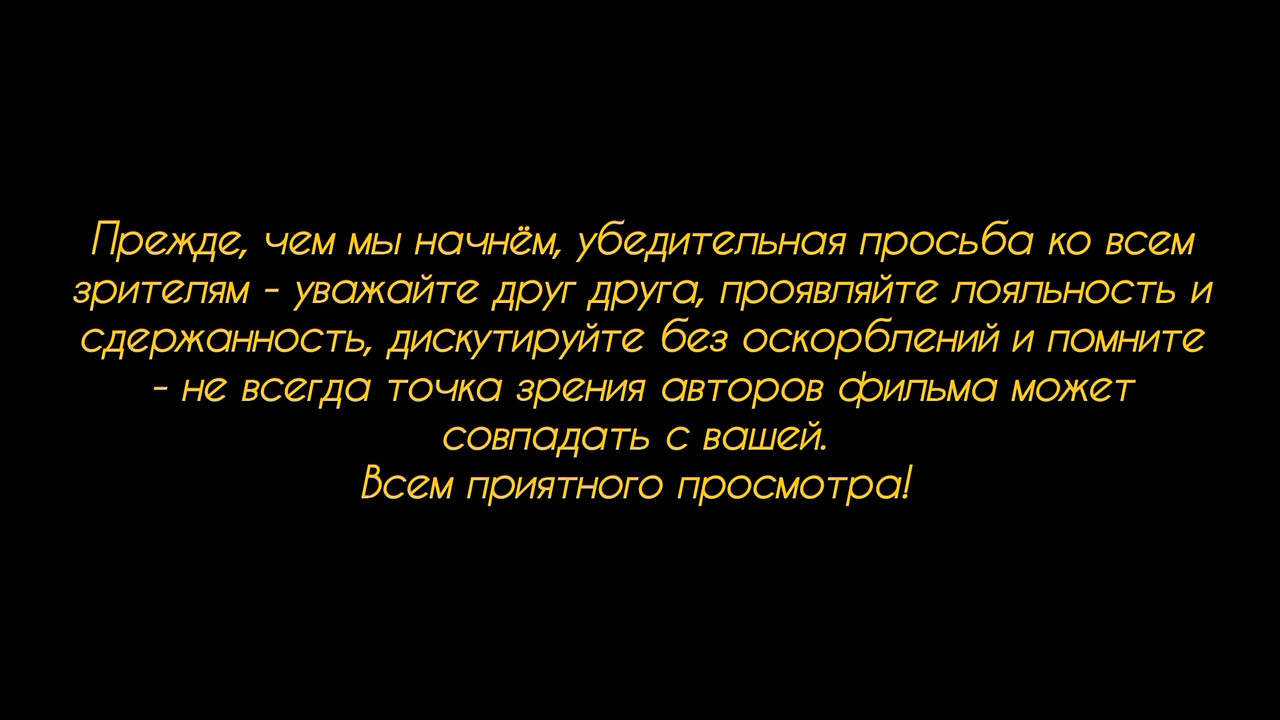 Прежде, чем мы начнём, убедительная просьба ко всем
зрителям - уважайте друг друга, проявляйте лояльность и
сдержанность, дискутируйте без оскорблений и помните
- не всегда точка зрения авторов фильма может
совпадать с вашей.
Всем приятного просмотра!